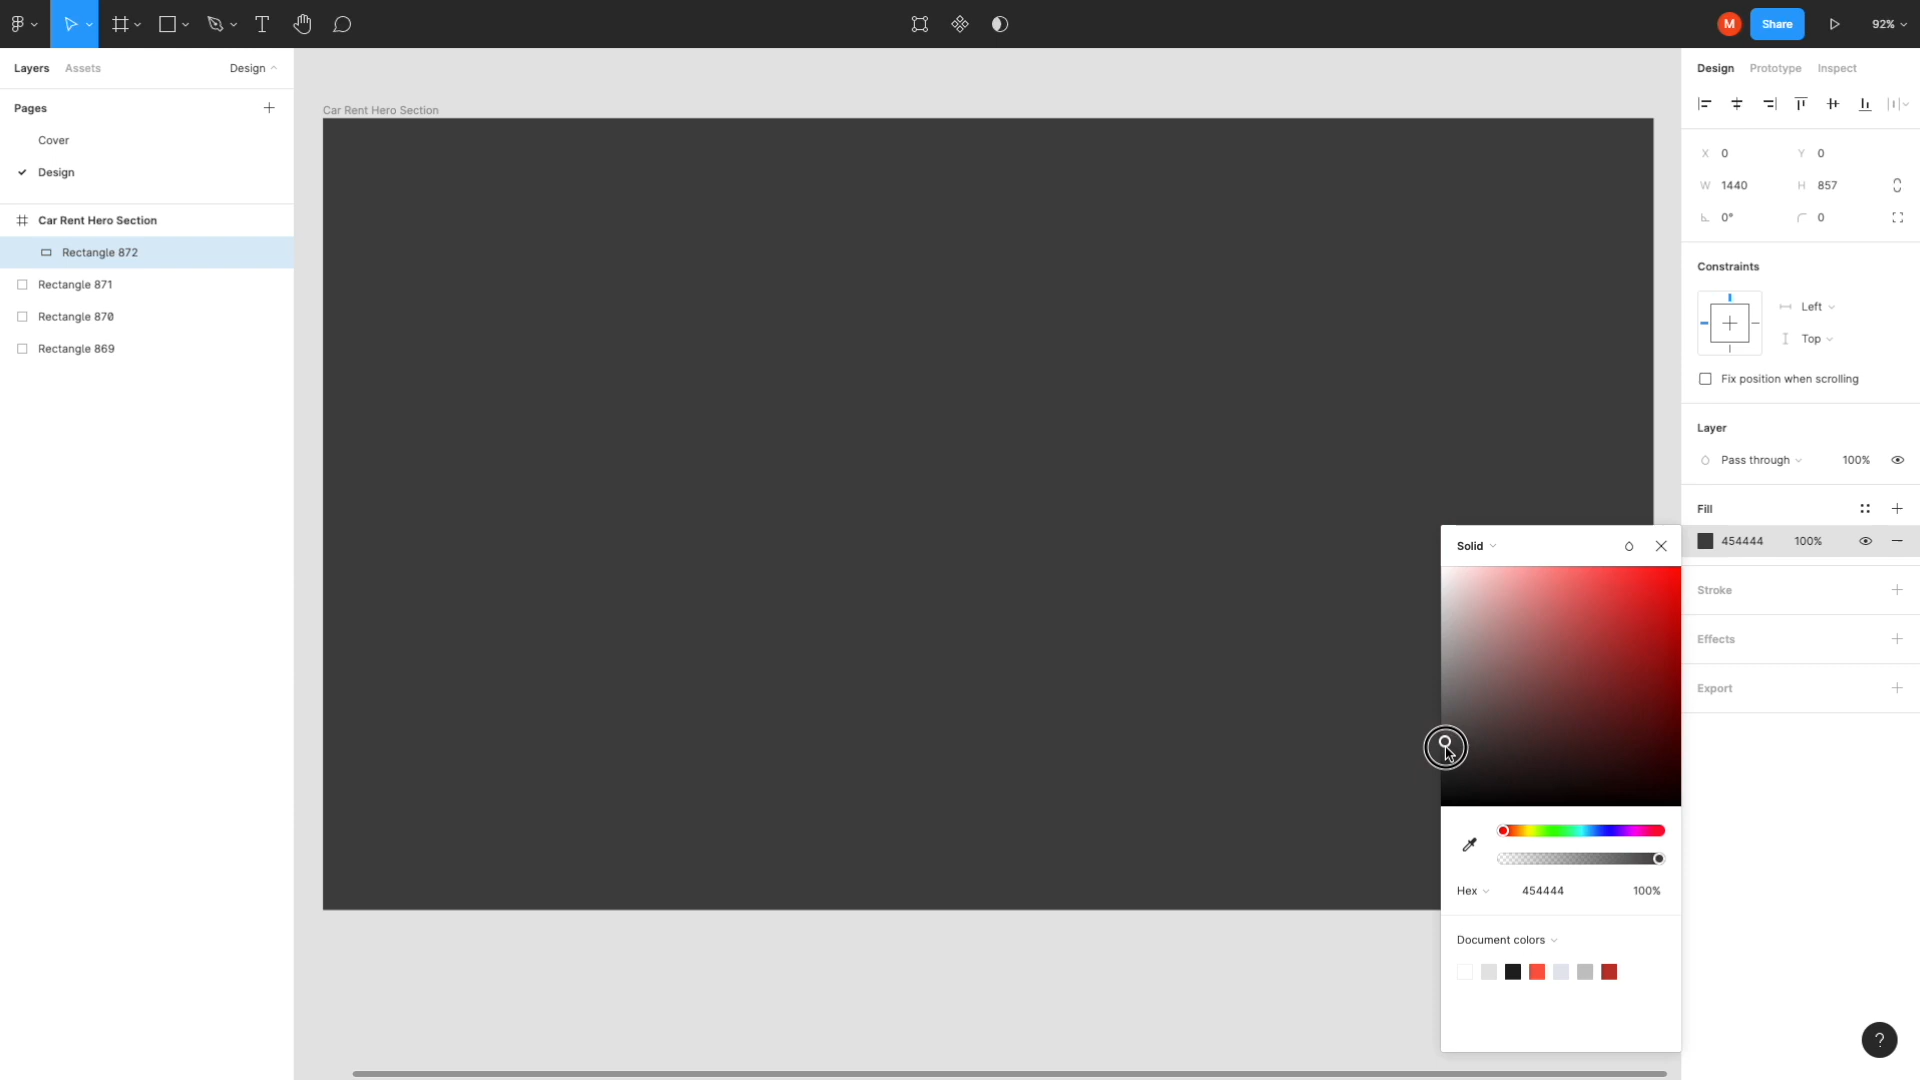 M
Share
92%
Layers
Assets
Design
Pages
Cover
Design
Car Rent Hero Section
Rectangle 872
Rectangle 871
Rectangle 870
Rectangle 869
Car Rent Hero Section
Design
Prototype
Inspect
X 0
Y 0
W 1440
H 857
0°
0
Constraints
Left
Top
Fix position when scrolling
Layer
Pass through
100%
Fill
454444
100%
Stroke
Effects
Export
Solid
Hex
454444
100%
Document colors
?